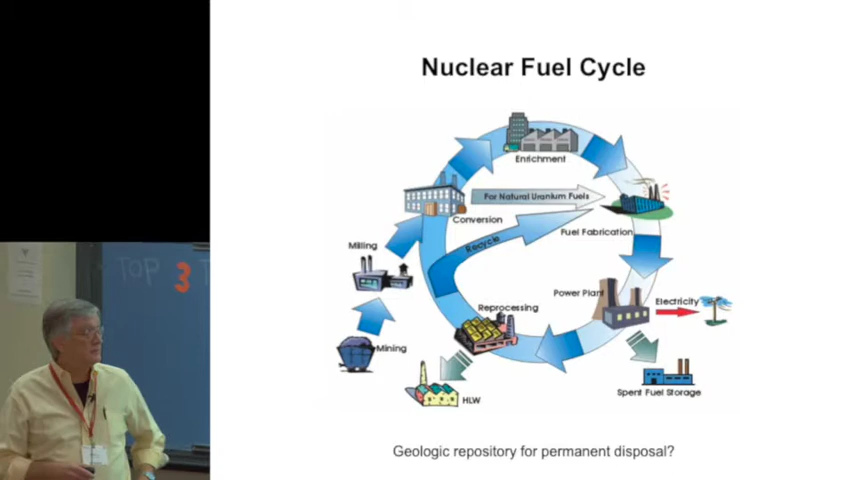 Nuclear Fuel Cycle
Enrichment
For Natural Uranium Fuels
Conversion
Fuel Fabrication
Recycle
Milling
Power Plant
Electricity
Reprocessing
Mining
Spent Fuel Storage
HLW
Geologic repository for permanent disposal?
TOP 3 T